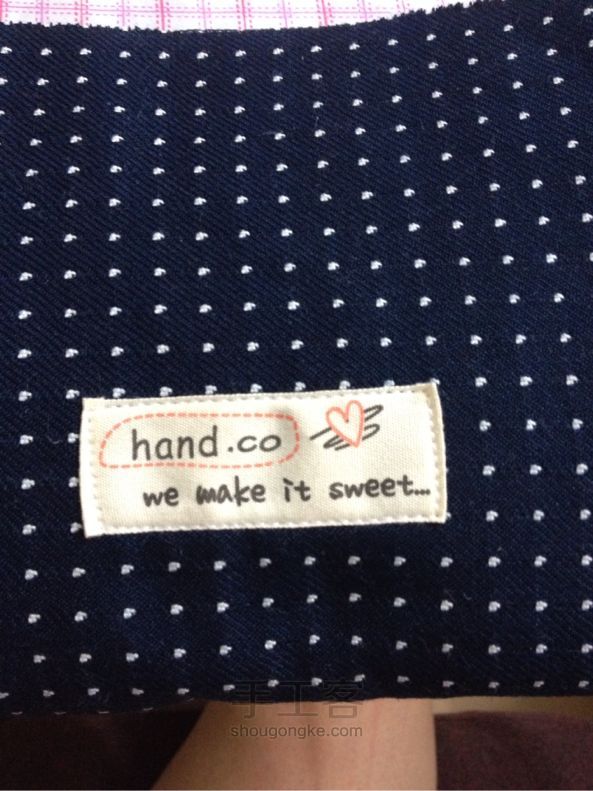 hand.co
we make it sweet...
手工客
shougongke.com